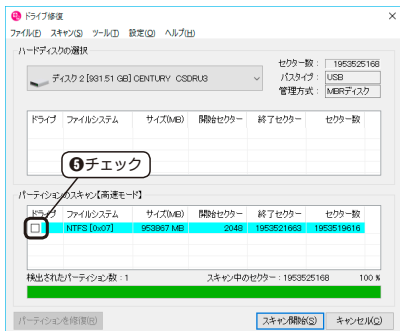 ドライブ修復
ファイル(F) スキャン(S) ツール(T) 設定(O) ヘルプ(H)
ハードディスクの選択
セクター数: 1953525168
ディスク 2 [931.51 GB] CENTURY CSDRU3
バスタイプ: USB
管理方式: MBRディスク
ドライブ ファイルシステム サイズ(MB) 開始セクター 終了セクター セクター数
❺チェック
パーティションのスキャン【高速モード】
ドライブ ファイルシステム サイズ(MB) 開始セクター 終了セクター セクター数
NTFS [0x07] 953867 MB 2048 1953521663 1953519616
検出されたパーティション数:1 スキャン中のセクター:1953525168 100 %
パーティションを修復(R) スキャン開始(S) キャンセル(C)